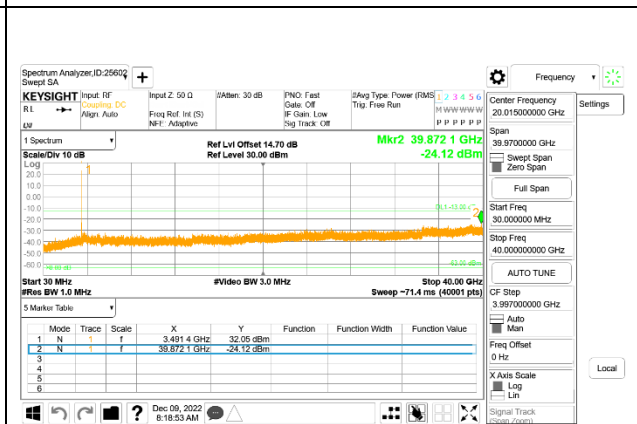 Spectrum Analyzer,ID:25602
Swept SA
Frequency
KEYSIGHT
RL
Input: RF
Coupling: DC
Align: Auto
Input Z: 50 Ω
Freq Ref: Int (S)
NFE: Adaptive
#Atten: 30 dB
PNO: Fast
Gate: Off
IF Gain: Low
Sig Track: Off
#Avg Type: Power (RMS)
Trig: Free Run
1 2 3 4 5 6
M W W W W W
P P P P P P
Settings
1 Spectrum
Scale/Div 10 dB
Ref Lvl Offset 14.70 dB
Ref Level 30.00 dBm
Mkr2 39.872 1 GHz
-24.12 dBm
Log
20.0
10.0
0.00
-10.0
-20.0
-30.0
-40.0
-50.0
-60.0
1
2
Start 30 MHz
#Res BW 1.0 MHz
#Video BW 3.0 MHz
Stop 40.00 GHz
Sweep ~71.4 ms (40001 pts)
5 Marker Table
Mode Trace Scale X Y Function Function Width Function Value
1 N 1 f 3.491 4 GHz 32.05 dBm
2 N 1 f 39.872 1 GHz -24.12 dBm
3
4
5
6
Dec 09, 2022
8:18:53 AM
Center Frequency
20.015000000 GHz
Span
39.9700000 GHz
Swept Span
Zero Span
Full Span
Start Freq
30.000000 MHz
Stop Freq
40.000000000 GHz
AUTO TUNE
CF Step
3.997000000 GHz
Auto
Man
Freq Offset
0 Hz
X Axis Scale
Log
Lin
Signal Track
(Span Zoom)
Local